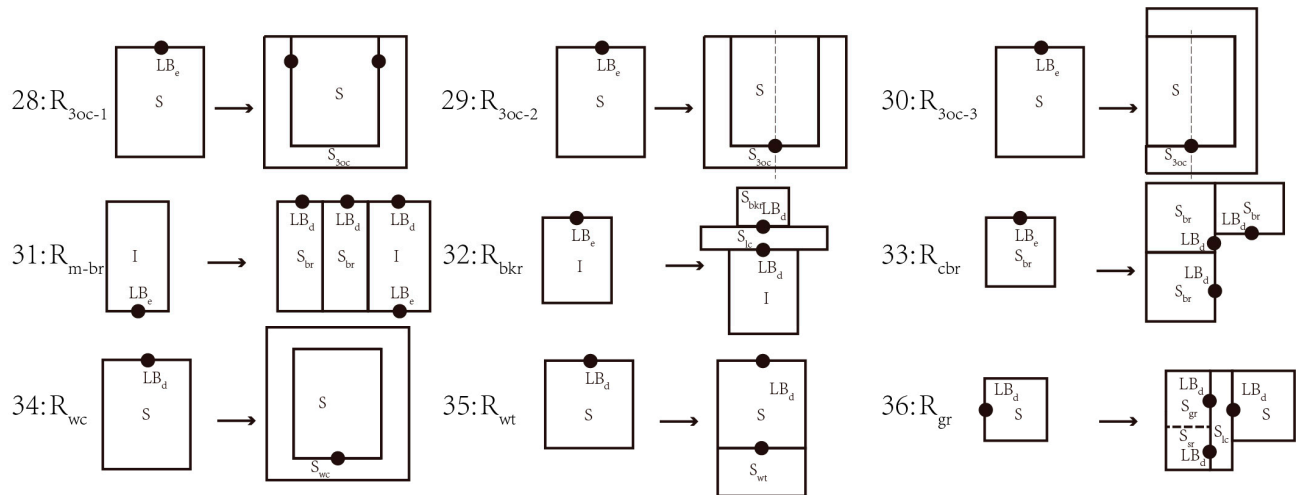 LBₑ
S
28:R₃ₒc₋₁
S
S₃ₒc
LBₑ
S
29:R₃ₒc₋₂
S
S₃ₒc
LBₑ
S
30:R₃ₒc₋₃
S
S₃ₒc
I
LBₑ
31:Rm-br
LBd LBd LBd
Sbr Sbr I
LBₑ
LBₑ
I
32:Rbkr
Sbkr LBd
Slc
LBd
I
LBₑ
Sbr
33:Rcbr
Sbr Sbr
LBd
LBd
LBd
Sbr
LBd
S
34:Rwc
S
Swc
LBd
S
35:Rwt
LBd
S
Swt
LBd
S
36:Rgr
LBd LBd
Sgr S
Ssr Slc
LBd